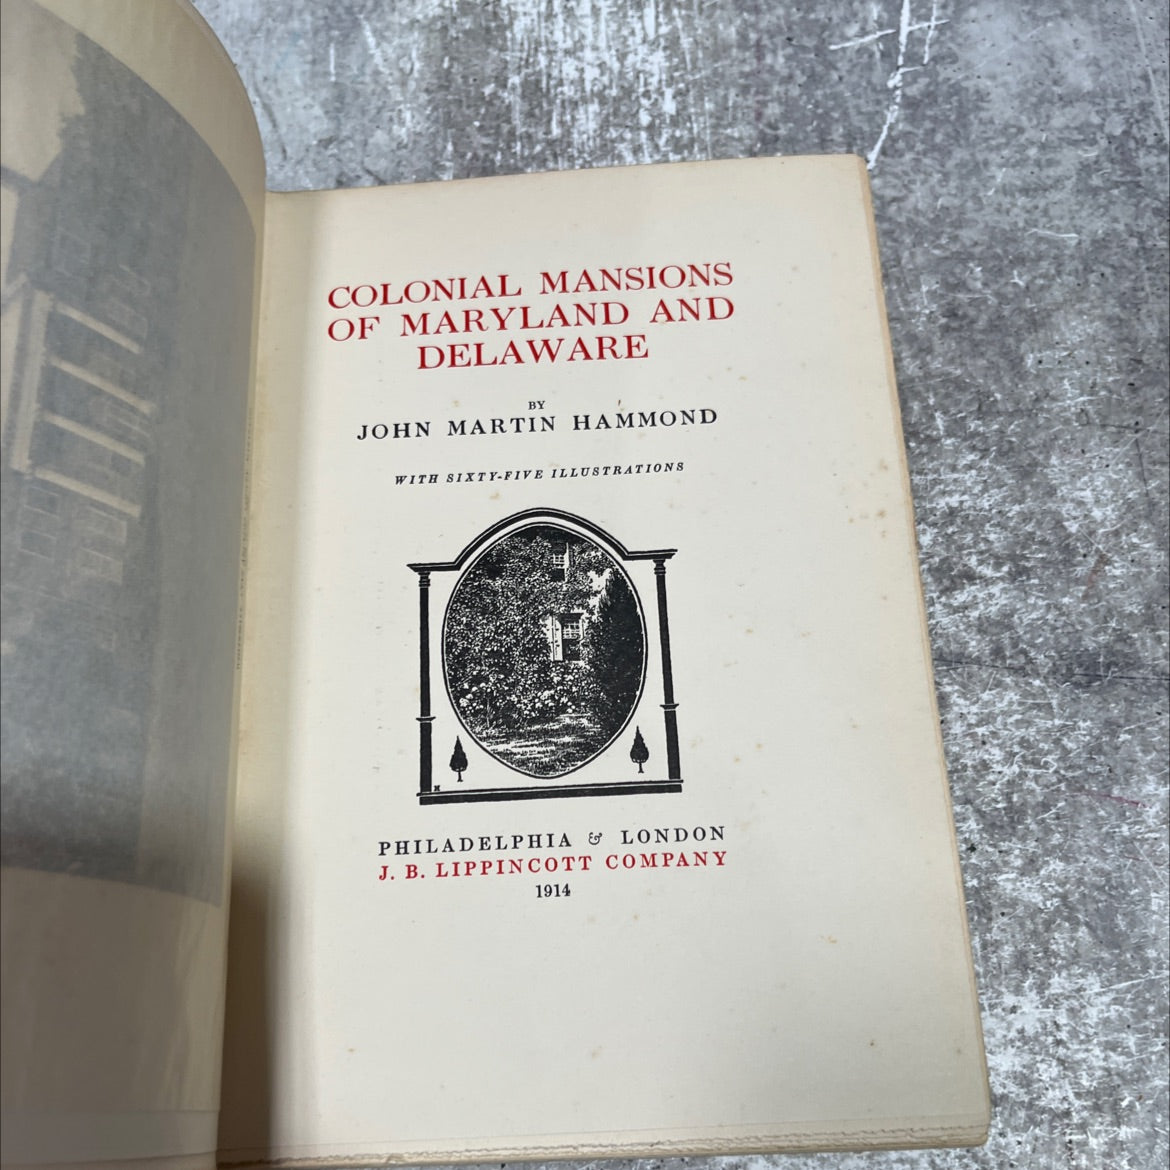 COLONIAL MANSIONS
OF MARYLAND AND
DELAWARE
BY
JOHN MARTIN HAMMOND
WITH SIXTY-FIVE ILLUSTRATIONS
PHILADELPHIA & LONDON
J. B. LIPPINCOTT COMPANY
1914